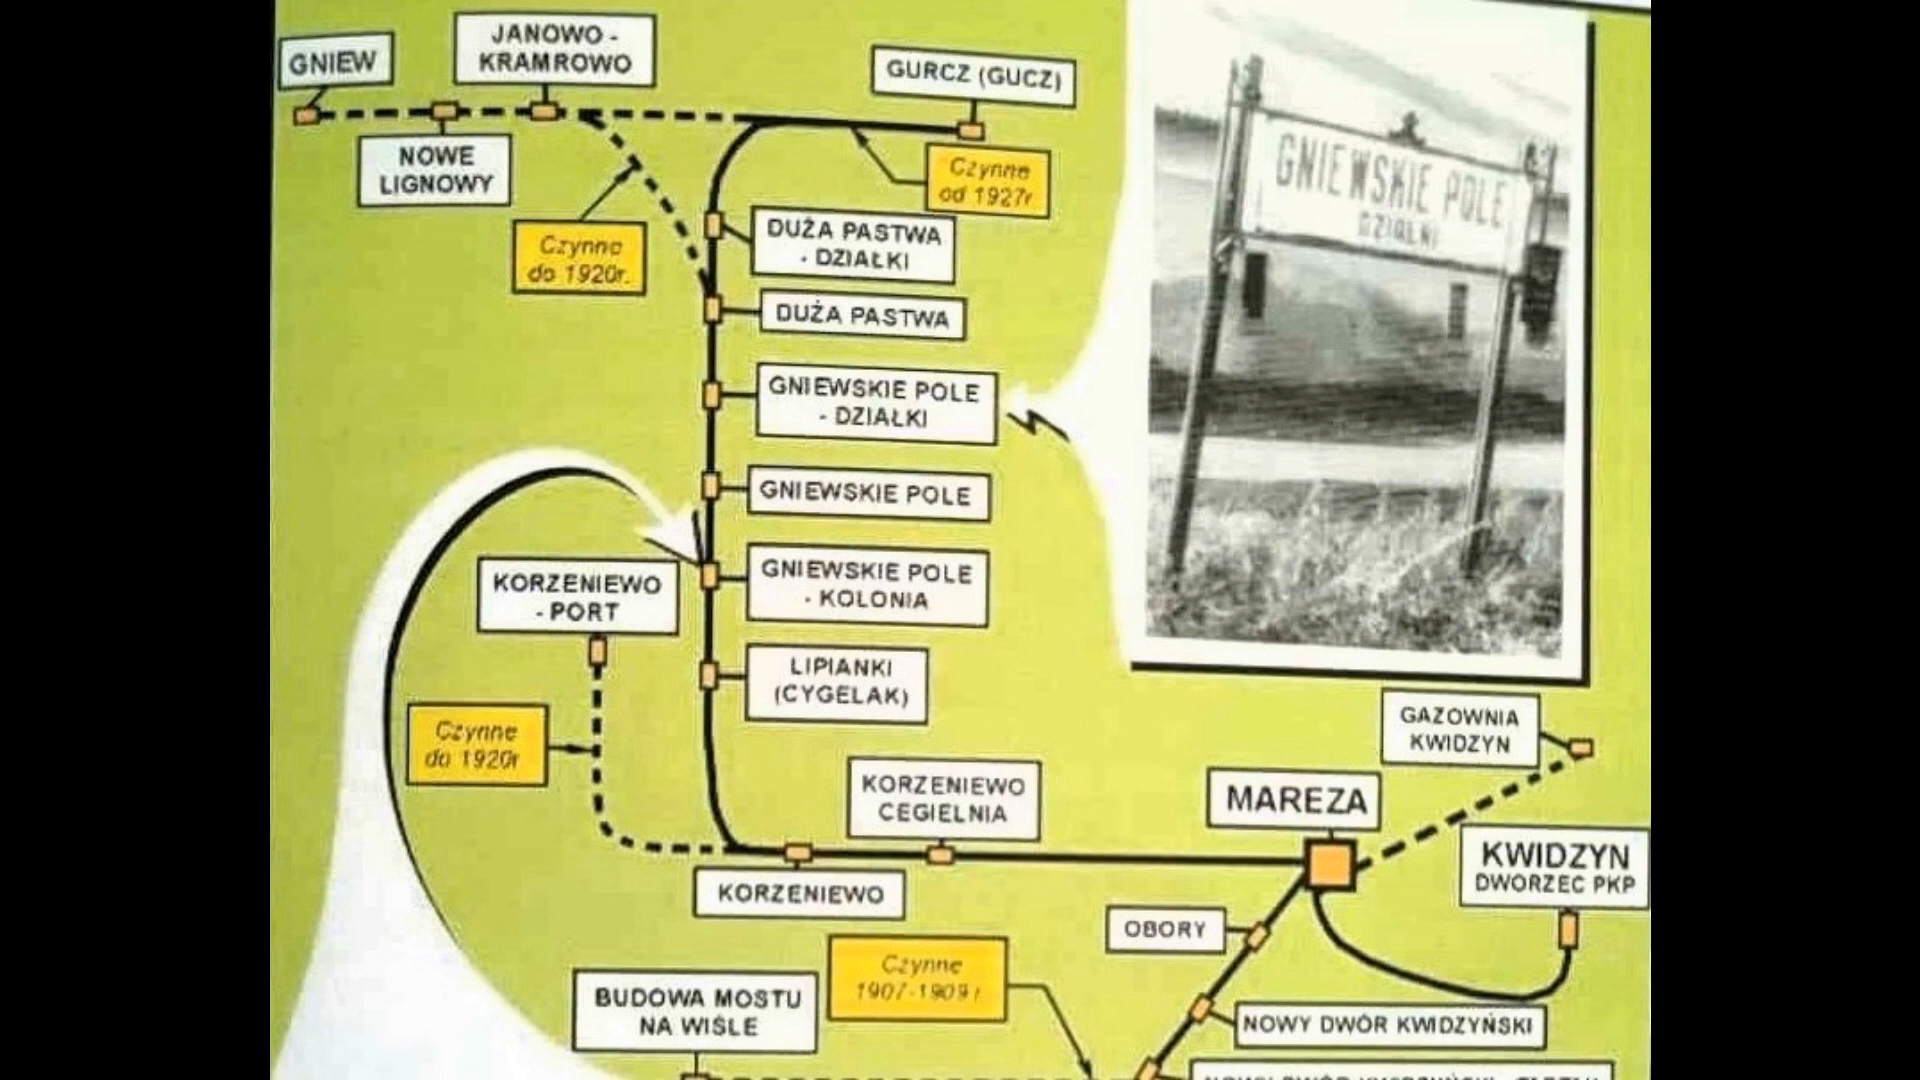 GNIEW
JANOWO -
KRAMROWO
GURCZ (GUCZ)
NOWE
LIGNOWY
Czynne
od 1927r
Czynne
do 1920r.
DUŻA PASTWA
- DZIAŁKI
DUŻA PASTWA
GNIEWSKIE POLE
- DZIAŁKI
GNIEWSKIE POLE
DZIAŁKI
GNIEWSKIE POLE
GNIEWSKIE POLE
- KOLONIA
KORZENIEWO
- PORT
LIPIANKI
(CYGELAK)
Czynne
do 1920r
GAZOWNIA
KWIDZYN
KORZENIEWO
CEGIELNIA
MAREZA
KWIDZYN
DWORZEC PKP
KORZENIEWO
OBORY
Czynne
1907-1909 r
BUDOWA MOSTU
NA WIŚLE
NOWY DWÓR KWIDZYŃSKI